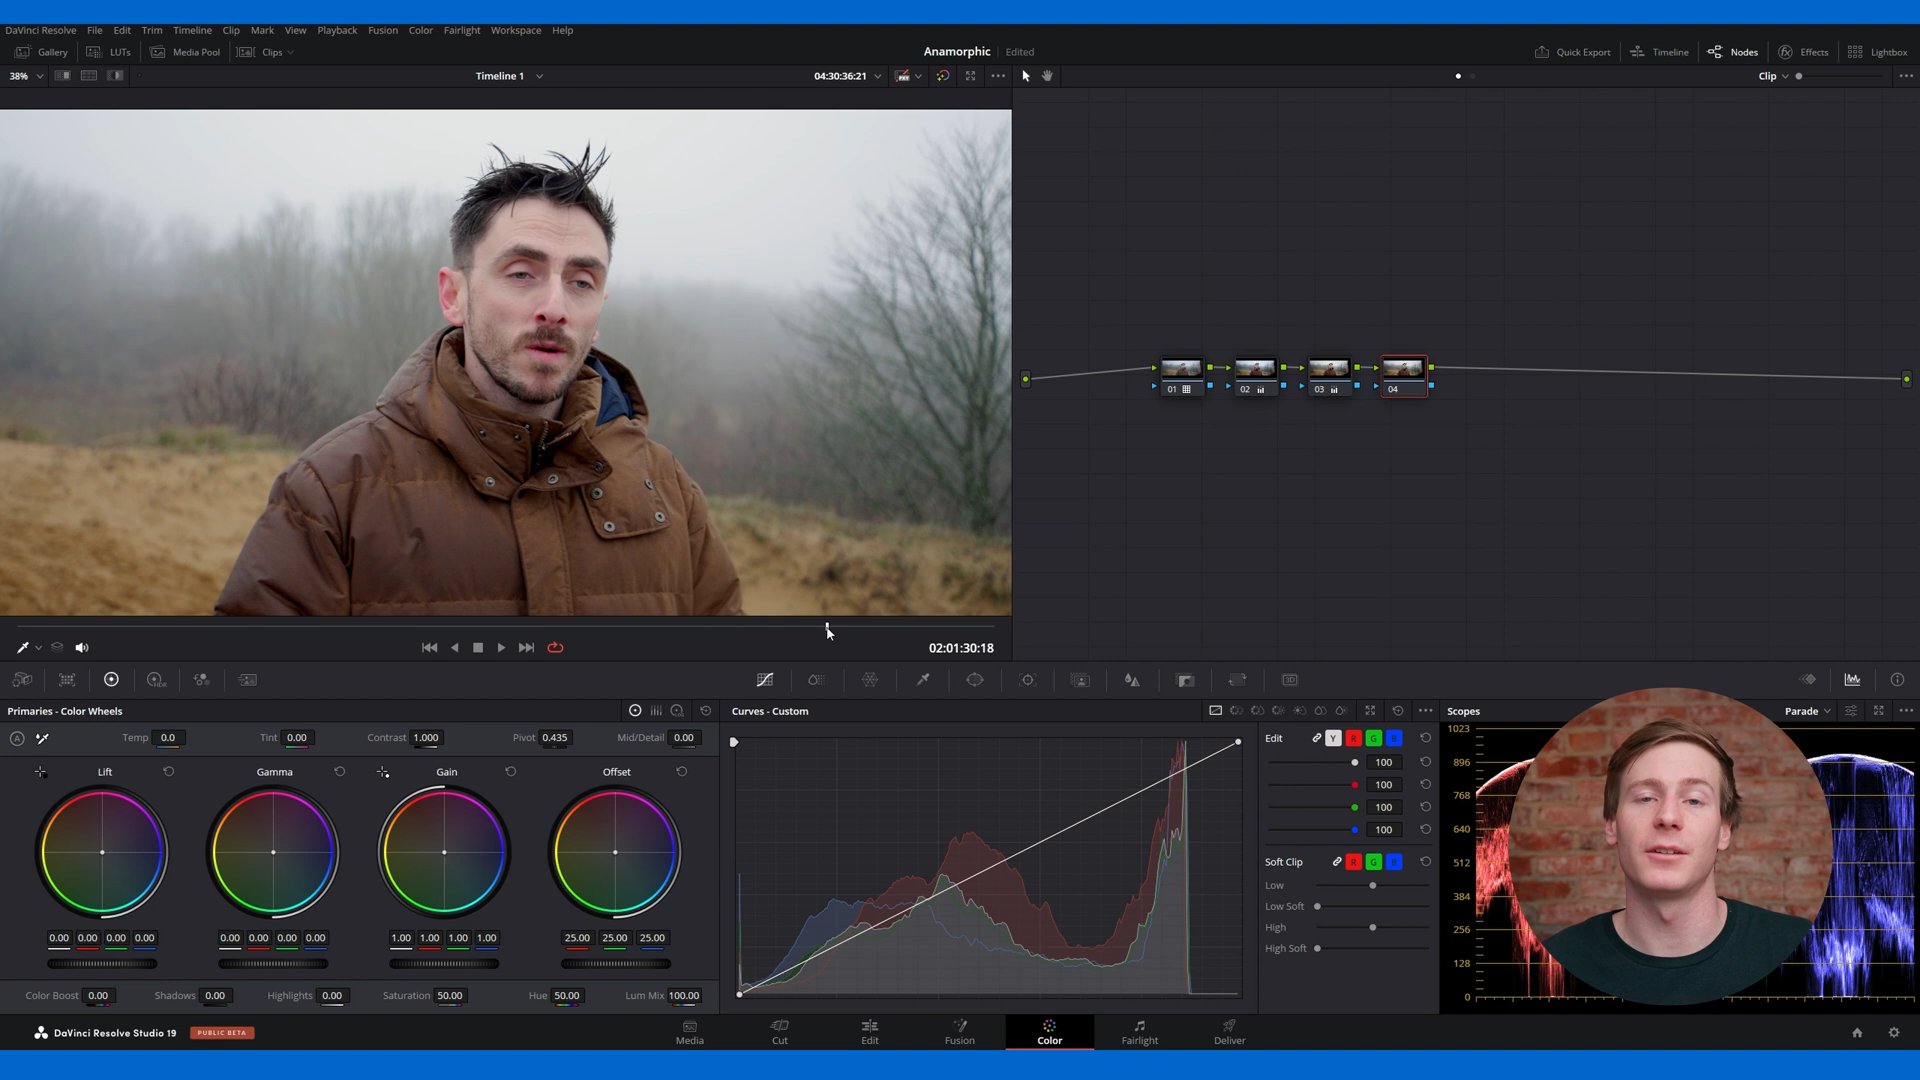 DaVinci Resolve File Edit Trim Timeline Clip Mark View Playback Fusion Color Fairlight Workspace Help
Gallery LUTs Media Pool Clips Anamorphic Edited Quick Export Timeline Nodes Effects Lightbox
38% Timeline 1 04:30:36:21 Clip
01 02 03 04
02:01:30:18
Primaries - Color Wheels Curves - Custom Scopes Parade
Temp 0.0 Tint 0.00 Contrast 1.000 Pivot 0.435 Mid/Detail 0.00
Lift Gamma Gain Offset
0.00 0.00 0.00 0.00 0.00 0.00 0.00 0.00 1.00 1.00 1.00 1.00 25.00 25.00 25.00
Color Boost 0.00 Shadows 0.00 Highlights 0.00 Saturation 50.00 Hue 50.00 Lum Mix 100.00
Edit Y R G B
100
100
100
100
Soft Clip R G B
Low
Low Soft
High
High Soft
1023
896
768
640
512
384
256
128
0
DaVinci Resolve Studio 19 PUBLIC BETA
Media Cut Edit Fusion Color Fairlight Deliver